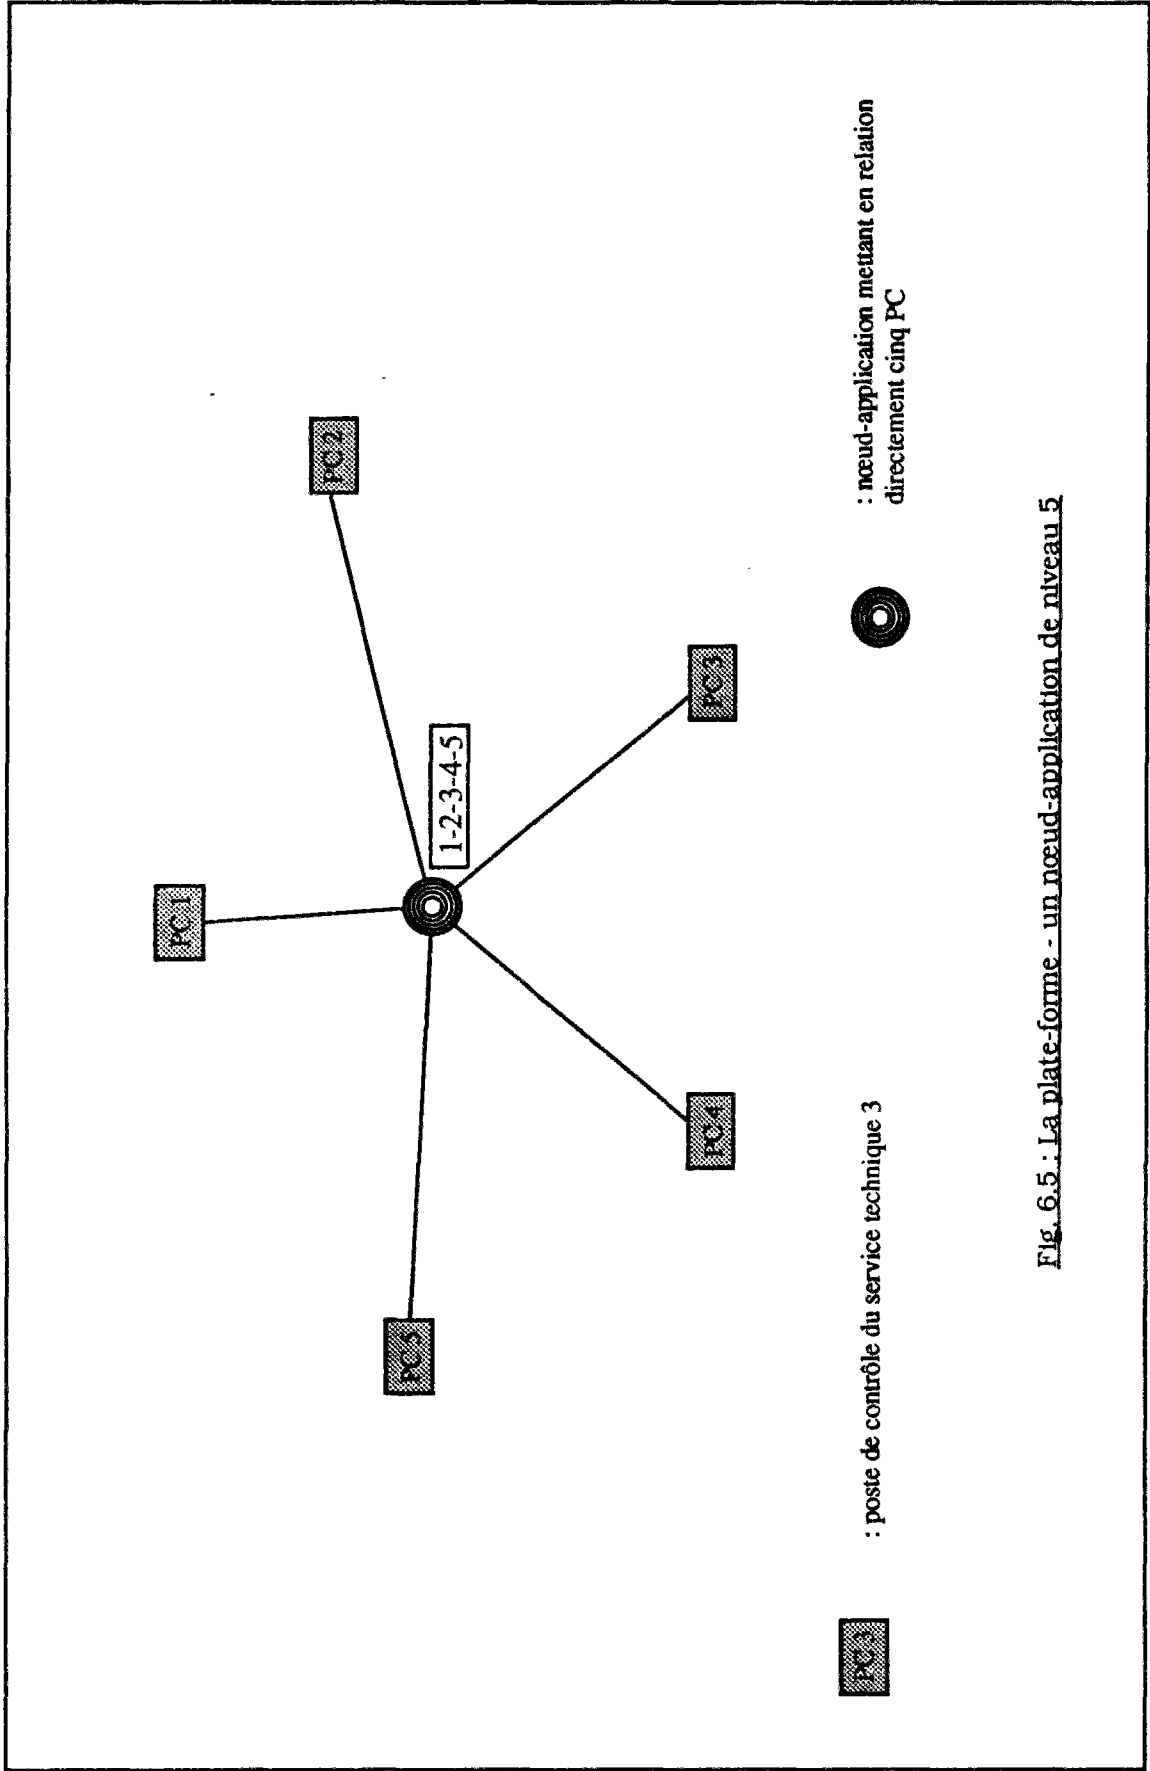 PC 1
PC 2
PC 5
1-2-3-4-5
PC 4
PC 3
PC 3
: poste de contrôle du service technique 3
: nœud-application mettant en relation
directement cinq PC
Fig. 6.5 : La plate-forme - un nœud-application de niveau 5